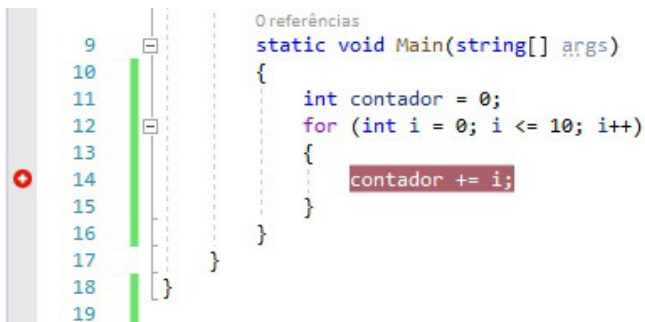 0 referências
9 static void Main(string[] args)
10 {
11 int contador = 0;
12 for (int i = 0; i <= 10; i++)
13 {
14 contador += i;
15 }
16 }
17 }
18 }
19